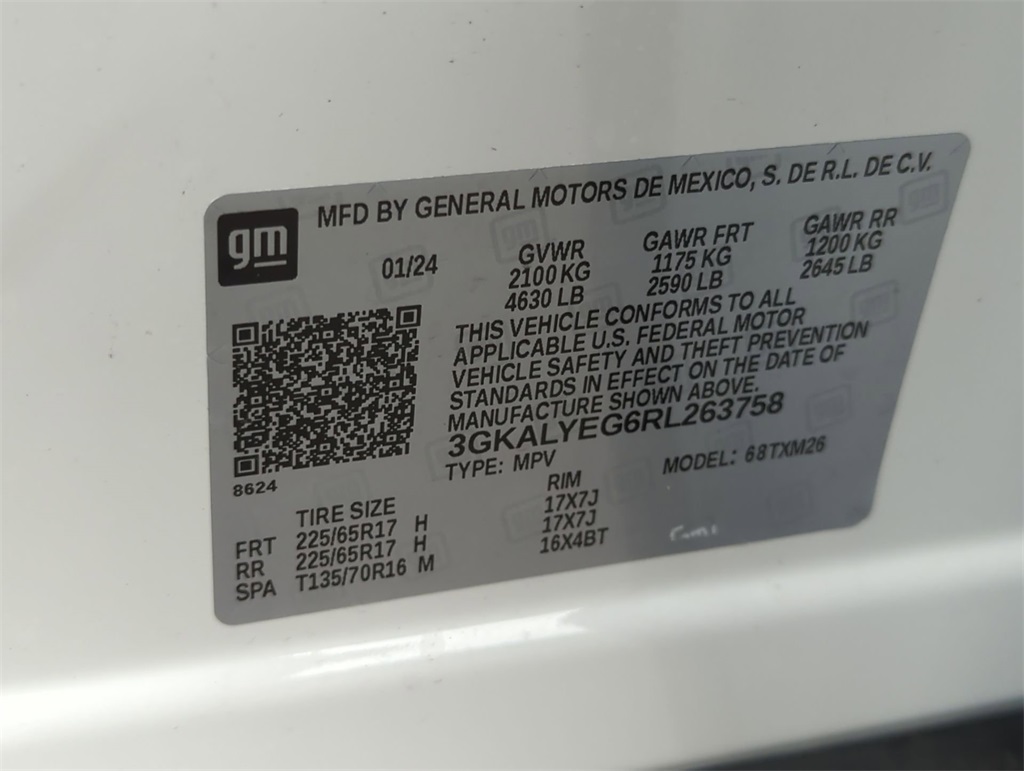 gm MFD BY GENERAL MOTORS DE MEXICO, S. DE R.L. DE C.V.
01/24
GVWR GAWR FRT GAWR RR
2100 KG 1175 KG 1200 KG
4630 LB 2590 LB 2645 LB
THIS VEHICLE CONFORMS TO ALL
APPLICABLE U.S. FEDERAL MOTOR
VEHICLE SAFETY AND THEFT PREVENTION
STANDARDS IN EFFECT ON THE DATE OF
MANUFACTURE SHOWN ABOVE.
3GKALYEG6RL263758
TYPE: MPV MODEL: 68TXM26
8624
TIRE SIZE RIM
FRT 225/65R17 H 17X7J
RR 225/65R17 H 17X7J
SPA T135/70R16 M 16X4BT